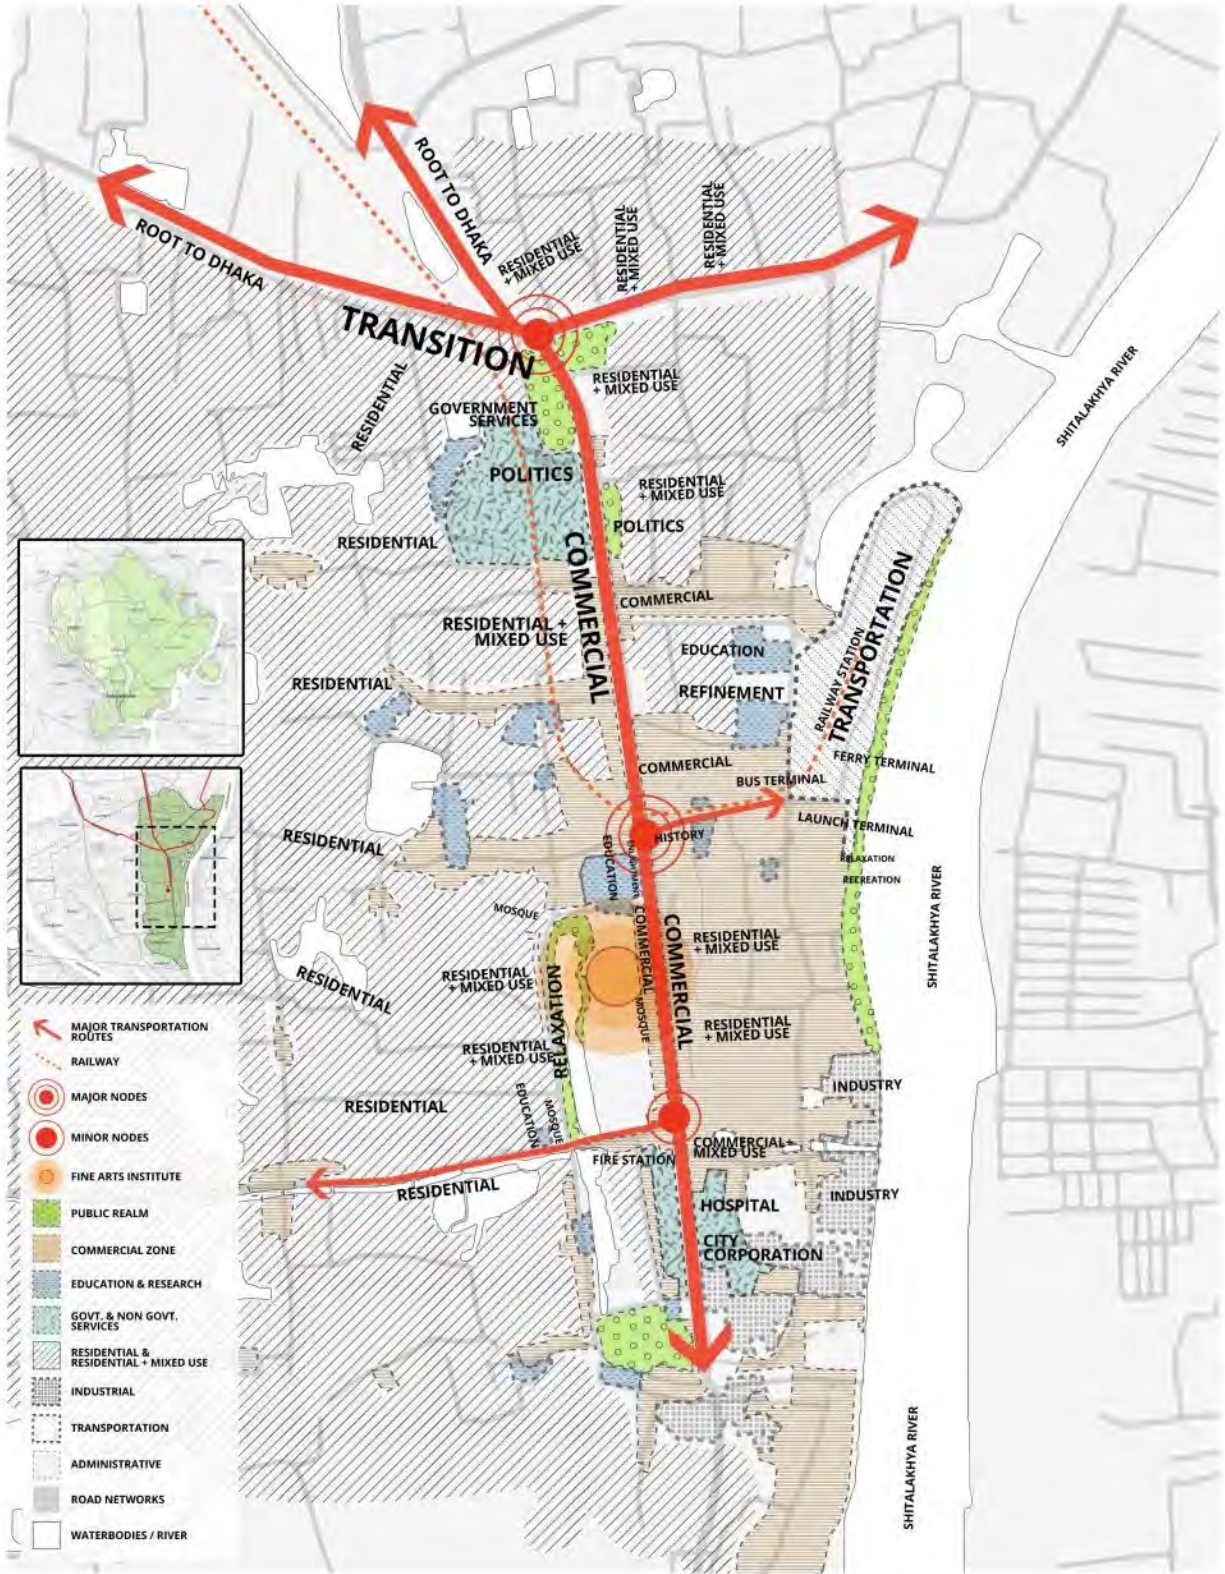 ROOT TO DHAKA
ROOT TO DHAKA
RESIDENTIAL
+ MIXED USE
RESIDENTIAL
+ MIXED USE
RESIDENTIAL
+ MIXED USE
TRANSITION
RESIDENTIAL
RESIDENTIAL
+ MIXED USE
GOVERNMENT
SERVICES
SHITALAKHYA RIVER
POLITICS
RESIDENTIAL
+ MIXED USE
POLITICS
RESIDENTIAL
COMMERCIAL
COMMERCIAL
RESIDENTIAL +
MIXED USE
EDUCATION
REFINEMENT
RESIDENTIAL
RAILWAY STATION
TRANSPORTATION
COMMERCIAL
BUS TERMINAL
FERRY TERMINAL
LAUNCH TERMINAL
HISTORY
RESIDENTIAL
EDUCATION
RELAXATION
RECREATION
MOSQUE
COMMERCIAL
COMMERCIAL
RESIDENTIAL
+ MIXED USE
SHITALAKHYA RIVER
RESIDENTIAL
RESIDENTIAL
+ MIXED USE
RELAXATION
MOSQUE
RESIDENTIAL
+ MIXED USE
RESIDENTIAL
+ MIXED USE
INDUSTRY
RESIDENTIAL
EDUCATION
MOSQUE
COMMERCIAL+
MIXED USE
FIRE STATION
RESIDENTIAL
HOSPITAL
INDUSTRY
CITY
CORPORATION
SHITALAKHYA RIVER
MAJOR TRANSPORTATION
ROUTES
RAILWAY
MAJOR NODES
MINOR NODES
FINE ARTS INSTITUTE
PUBLIC REALM
COMMERCIAL ZONE
EDUCATION & RESEARCH
GOVT. & NON GOVT.
SERVICES
RESIDENTIAL &
RESIDENTIAL + MIXED USE
INDUSTRIAL
TRANSPORTATION
ADMINISTRATIVE
ROAD NETWORKS
WATERBODIES / RIVER